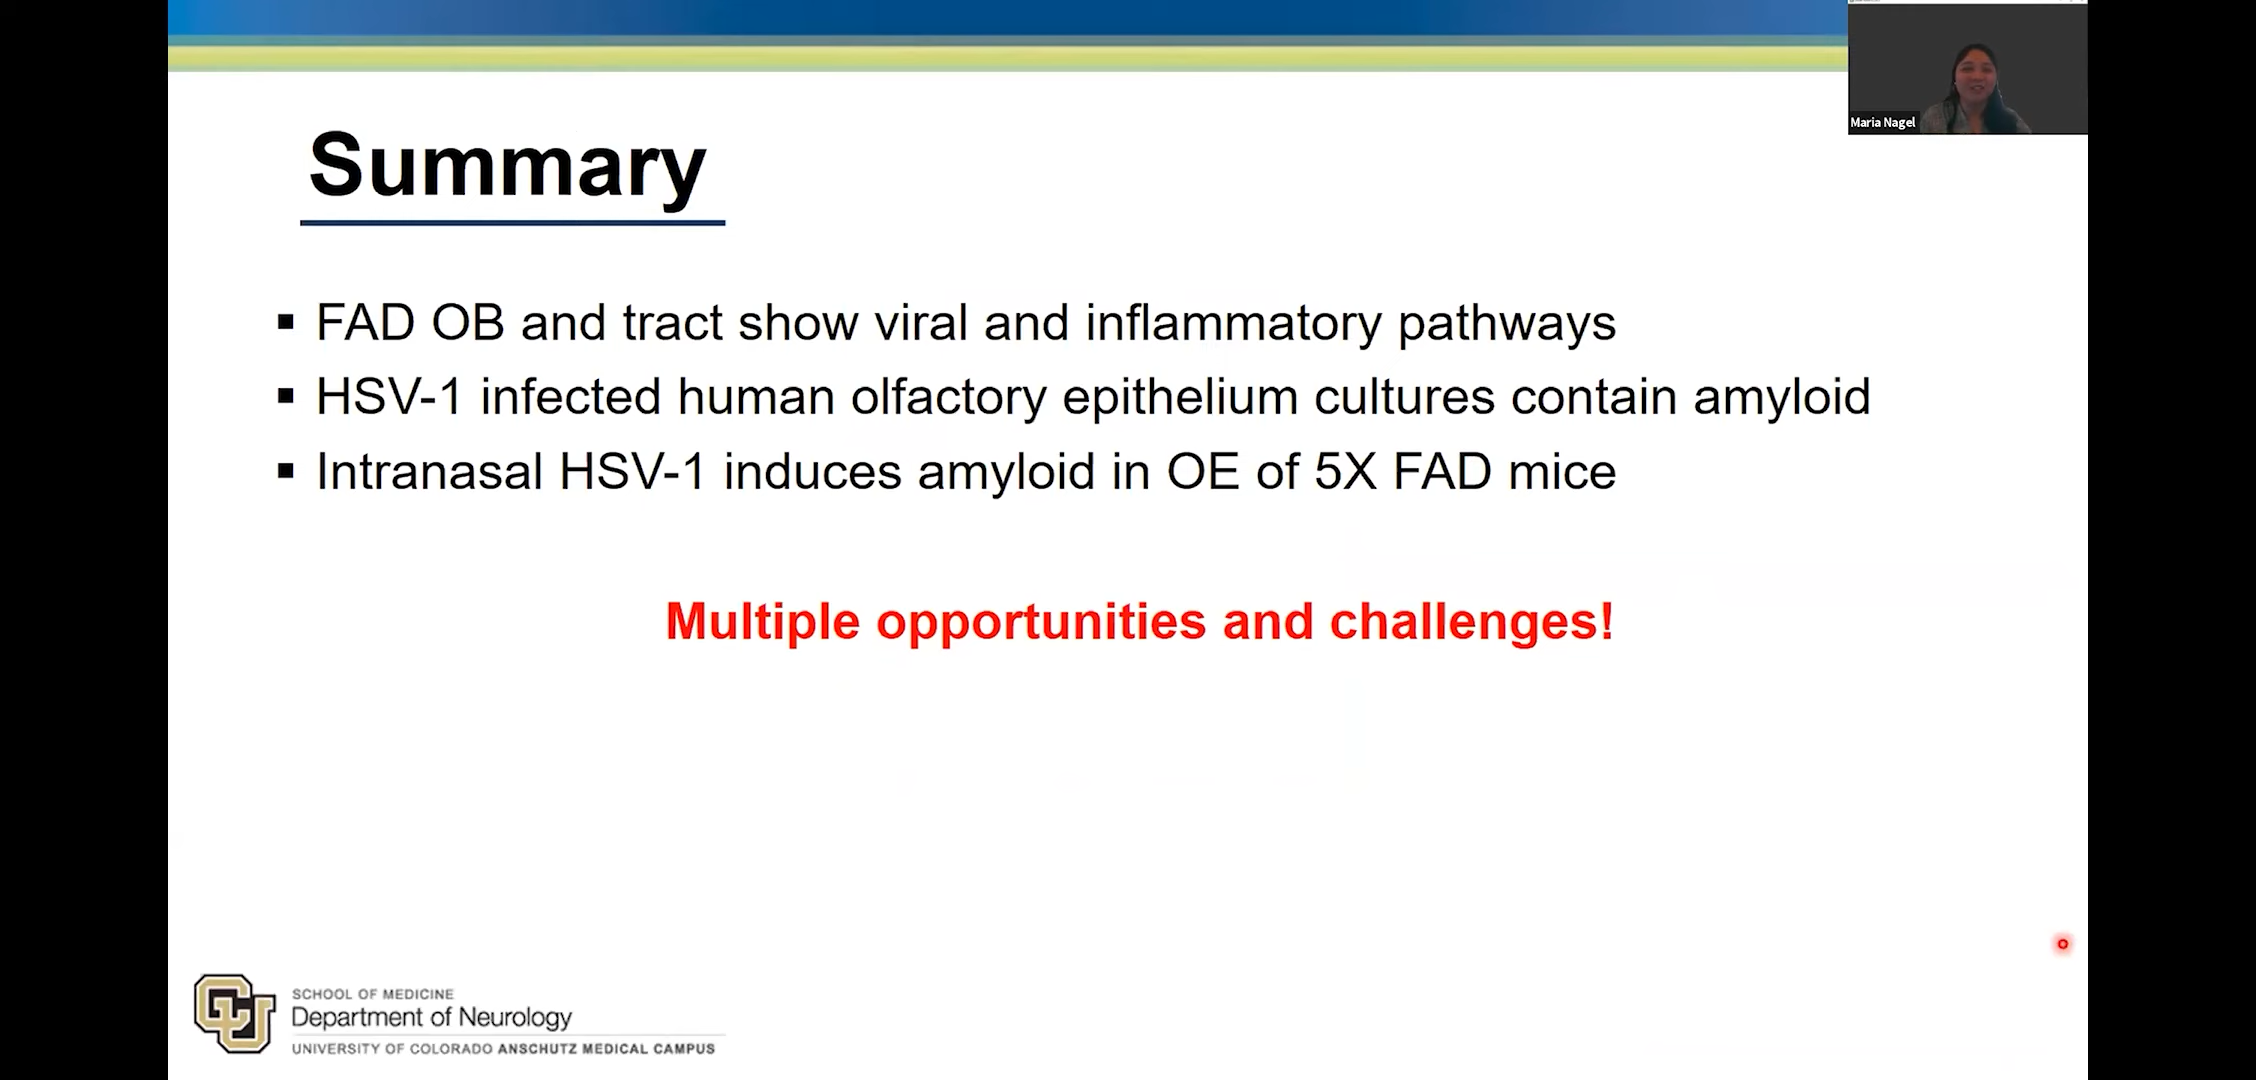 Maria Nagel
Summary
▪ FAD OB and tract show viral and inflammatory pathways
▪ HSV-1 infected human olfactory epithelium cultures contain amyloid
▪ Intranasal HSV-1 induces amyloid in OE of 5X FAD mice
Multiple opportunities and challenges!
CU
SCHOOL OF MEDICINE
Department of Neurology
UNIVERSITY OF COLORADO ANSCHUTZ MEDICAL CAMPUS